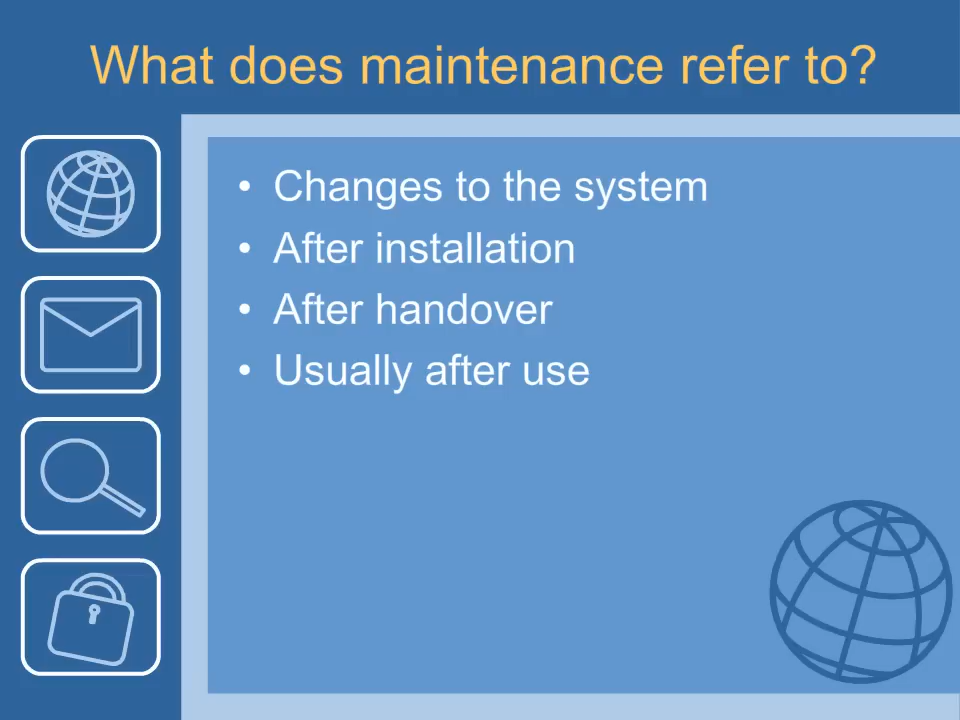 What does maintenance refer to?
• Changes to the system
• After installation
• After handover
• Usually after use